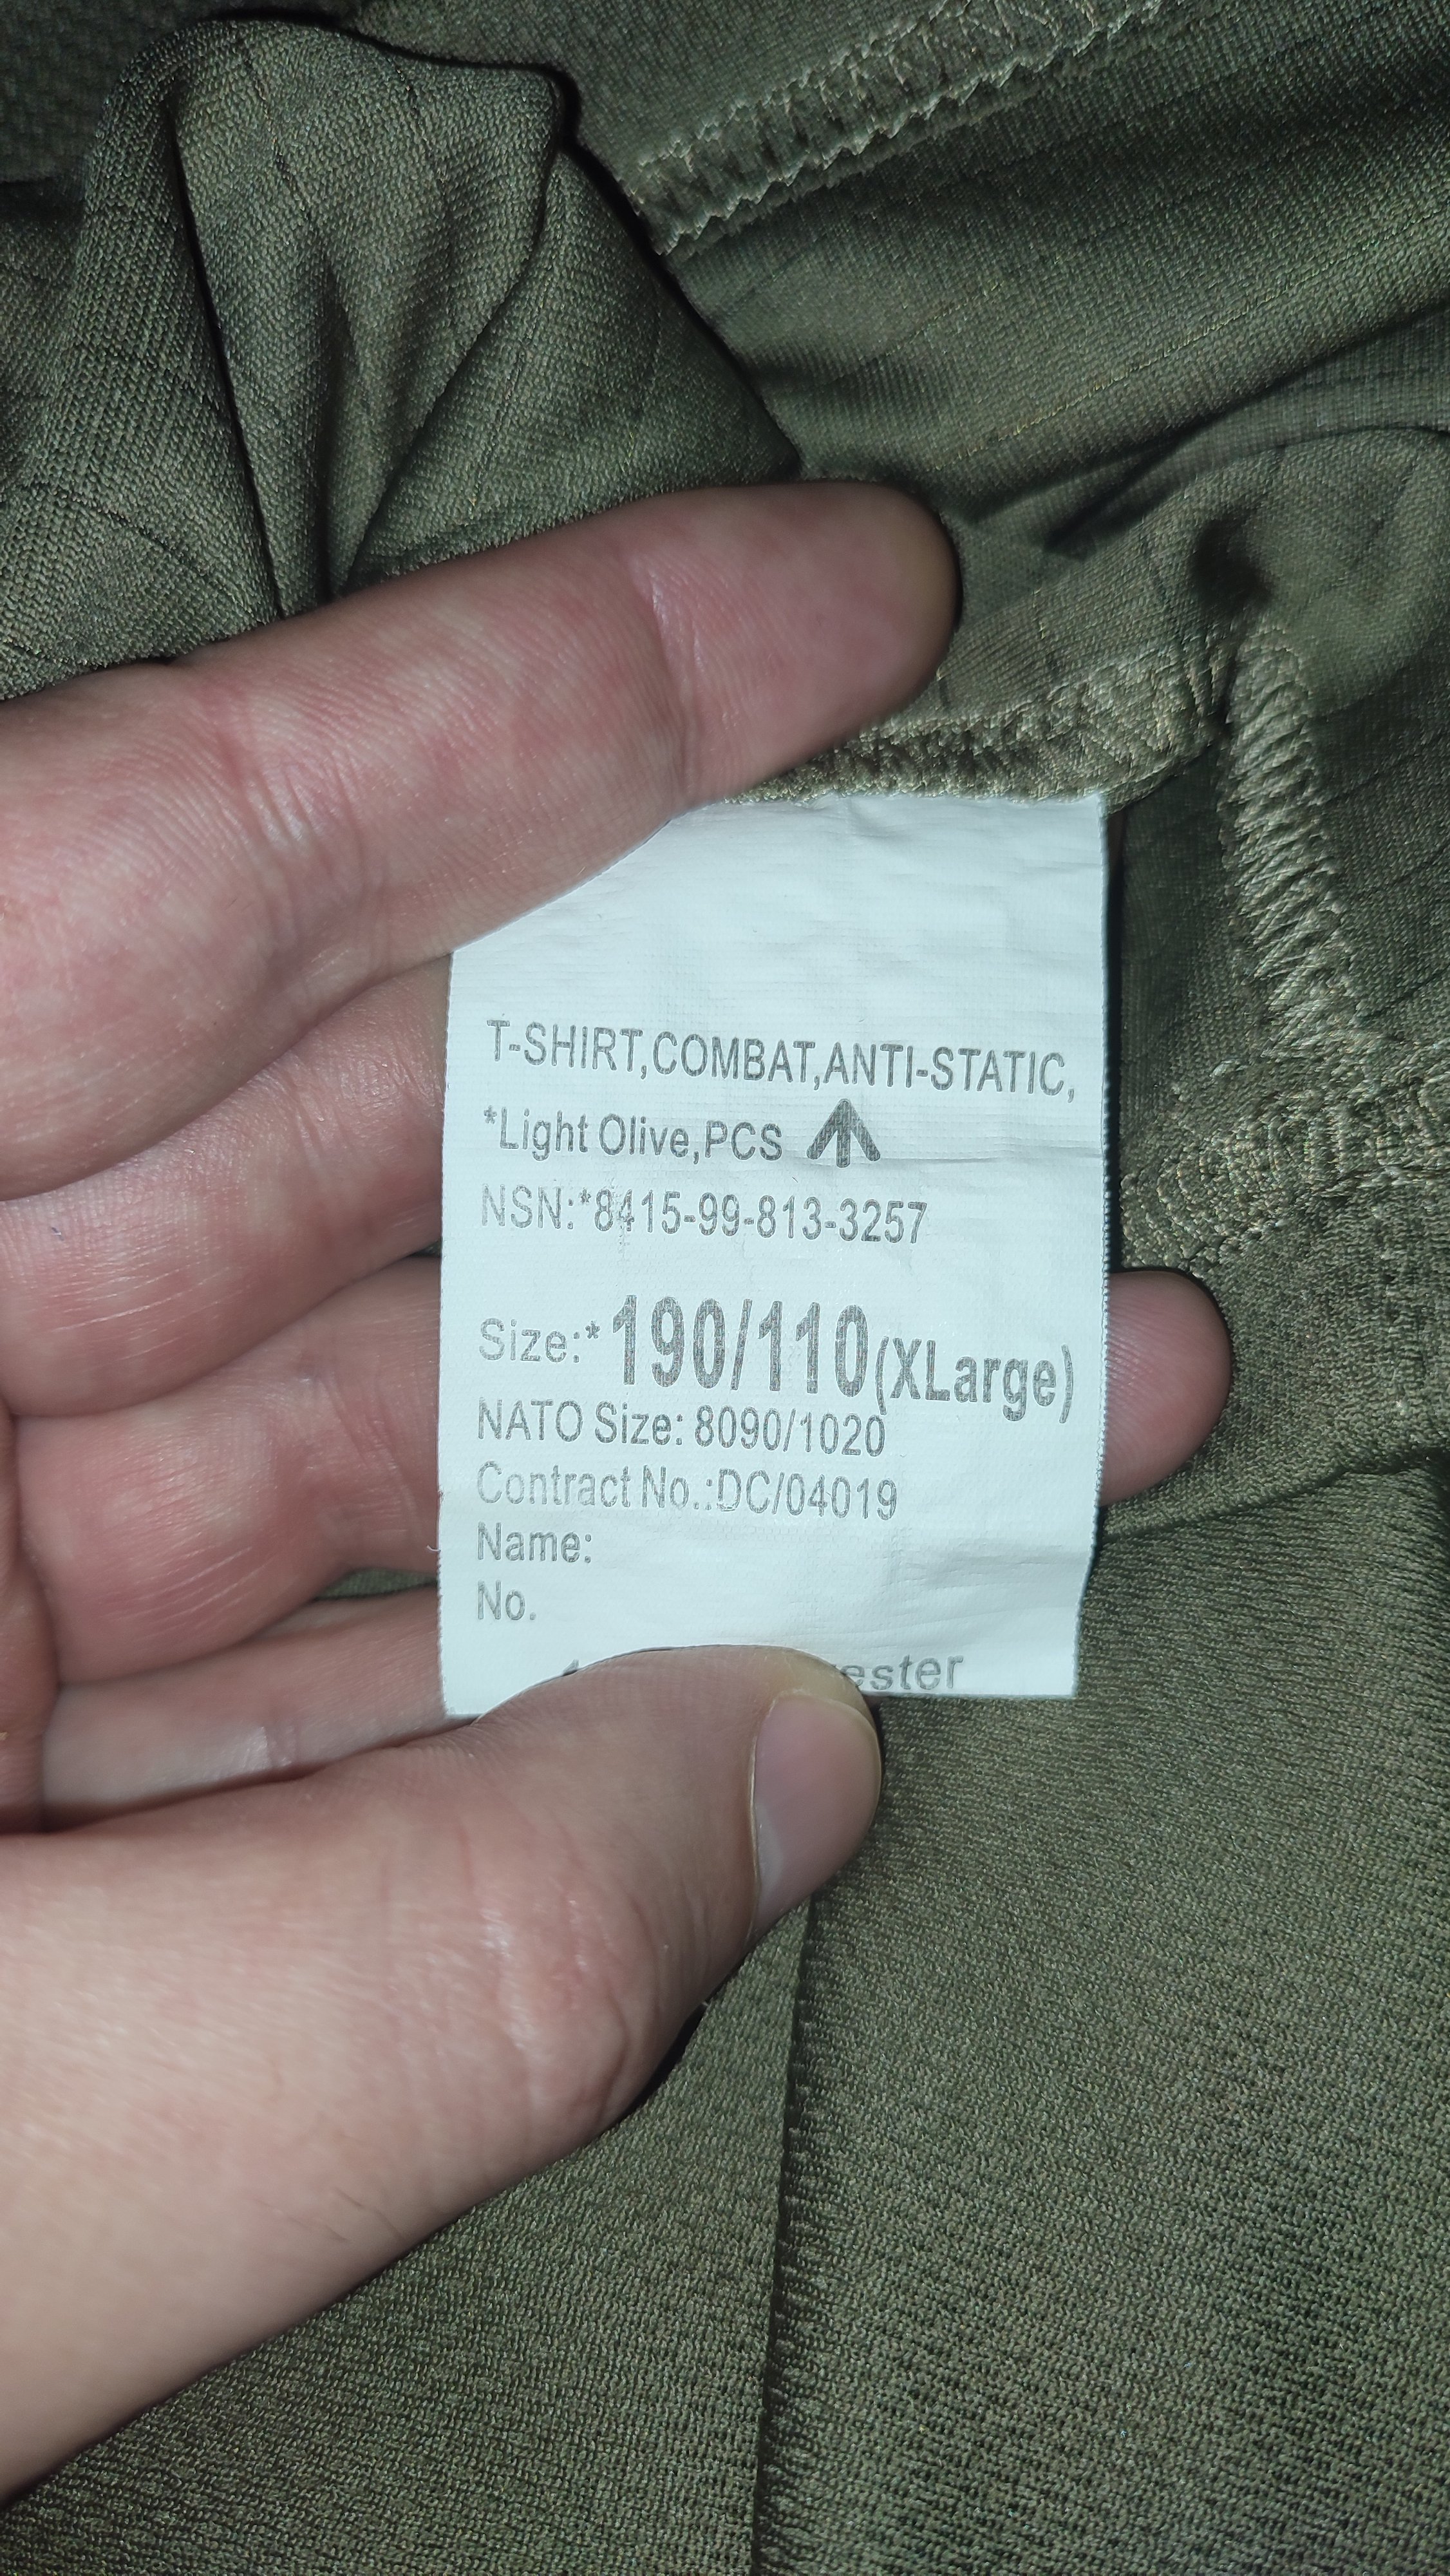 T-SHIRT,COMBAT,ANTI-STATIC,
*Light Olive,PCS
NSN:*8415-99-813-3257
Size:*190/110(XLarge)
NATO Size: 8090/1020
Contract No.:DC/04019
Name:
No.